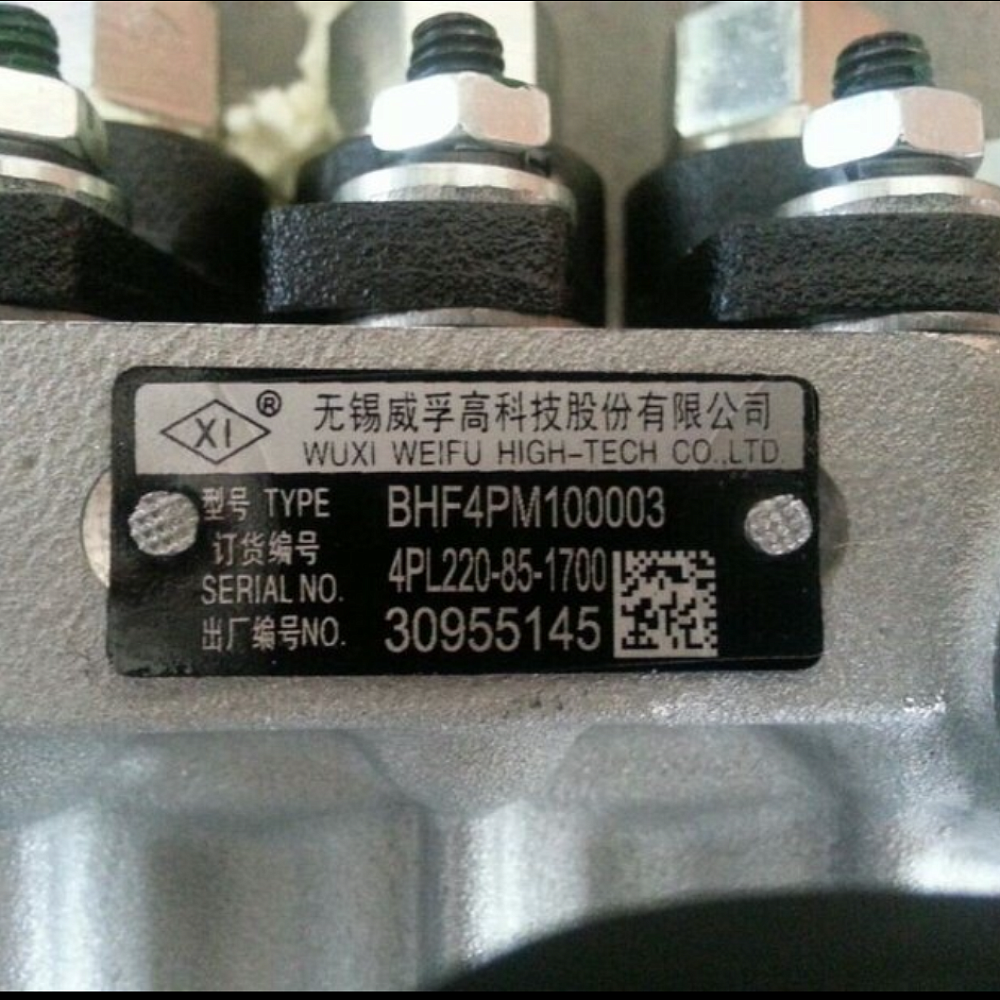 XI ®
无锡威孚高科技股份有限公司
WUXI WEIFU HIGH-TECH CO.,LTD
型号 TYPE BHF4PM100003
订货编号
SERIAL NO. 4PL220-85-1700
出厂编号NO. 30955145